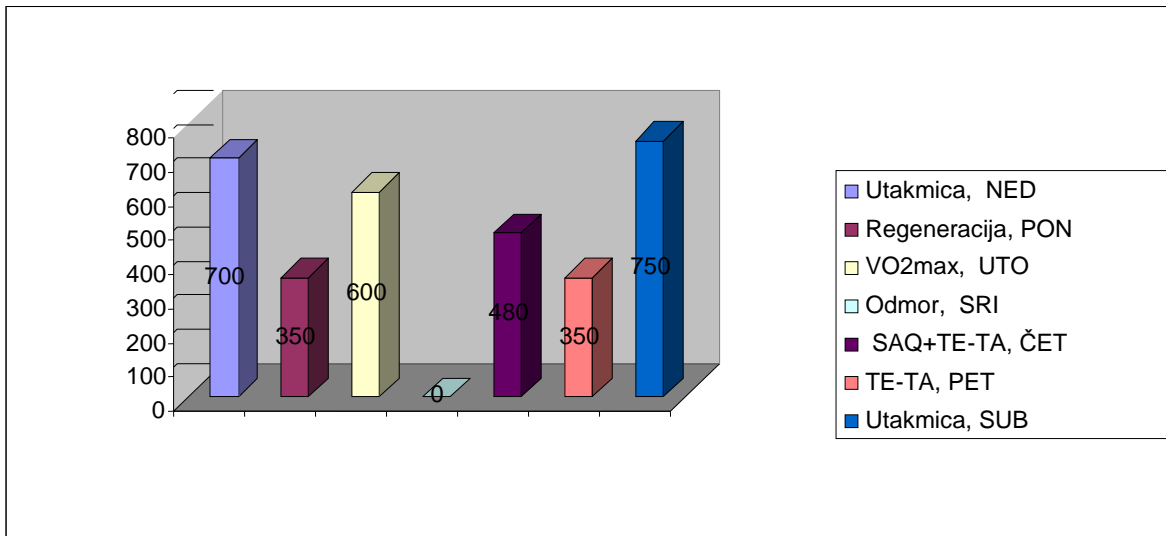 800
700
600
500
400
300
200
100
0
700
350
600
0
480
350
750
Utakmica,  NED
Regeneracija, PON
VO2max,  UTO
Odmor,  SRI
SAQ+TE-TA, ČET
TE-TA, PET
Utakmica, SUB